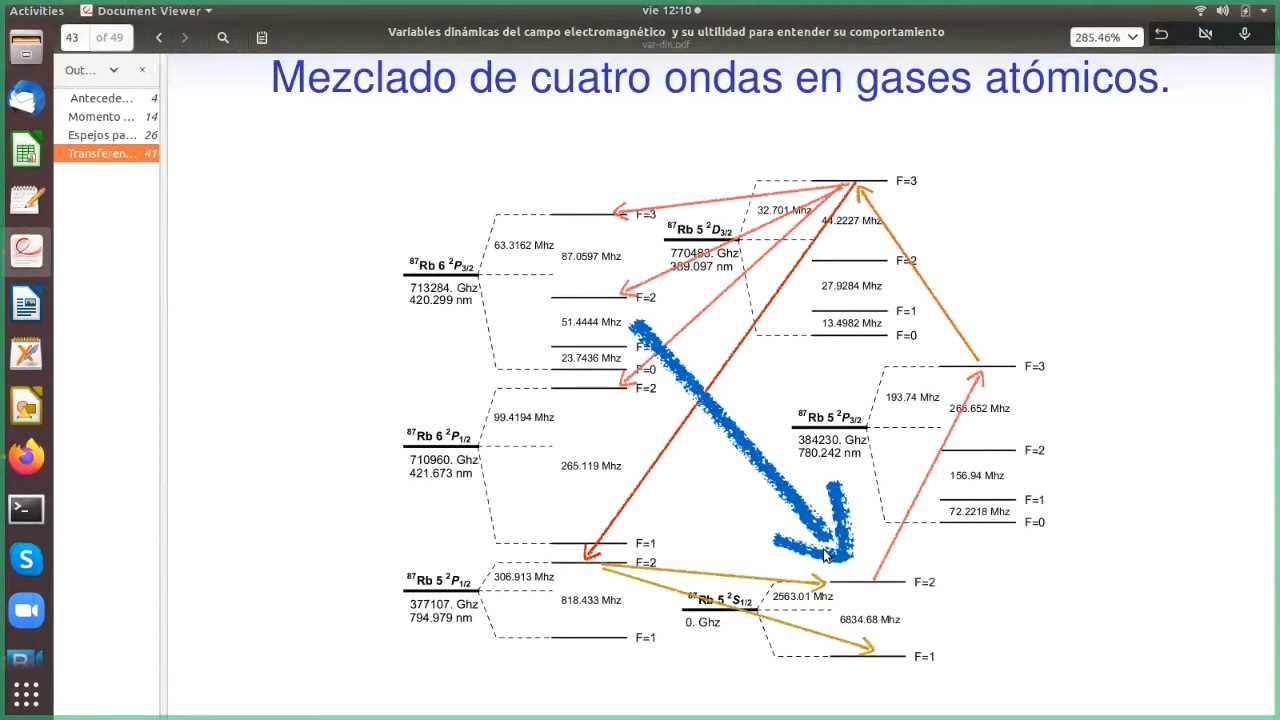 Activities
Document Viewer
vie 12:10
43
of 49
Variables dinámicas del campo electromagnético y su ultilidad para entender su comportamiento
var-din.pdf
285.46%
Out...
Antecede... 4
Momento ... 14
Espejos pa... 26
Transferen... 41
Mezclado de cuatro ondas en gases atómicos.
87Rb 6 2P3/2
713284. Ghz
420.299 nm
63.3162 Mhz
F=3
87.0597 Mhz
F=2
51.4444 Mhz
23.7436 Mhz
F=0
87Rb 6 2P1/2
710960. Ghz
421.673 nm
99.4194 Mhz
F=2
265.119 Mhz
F=1
87Rb 5 2P1/2
377107. Ghz
794.979 nm
306.913 Mhz
F=2
818.433 Mhz
F=1
87Rb 5 2D3/2
770483. Ghz
389.097 nm
32.701 Mhz
F=3
44.2227 Mhz
F=2
27.9284 Mhz
F=1
13.4982 Mhz
F=0
87Rb 5 2P3/2
384230. Ghz
780.242 nm
193.74 Mhz
F=3
266.652 Mhz
F=2
156.94 Mhz
F=1
72.2218 Mhz
F=0
87Rb 5 2S1/2
0. Ghz
2563.01 Mhz
F=2
6834.68 Mhz
F=1